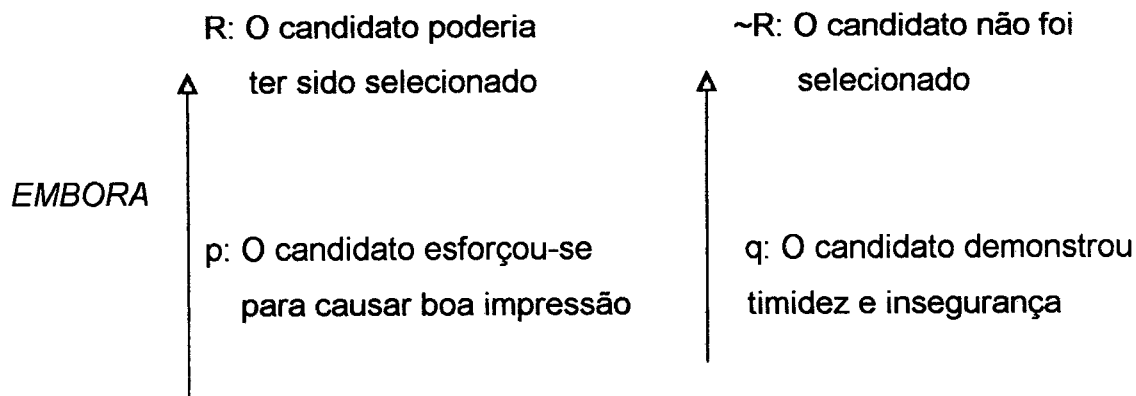 R: O candidato poderia
ter sido selecionado
~R: O candidato não foi
selecionado
EMBORA
p: O candidato esforçou-se
para causar boa impressão
q: O candidato demonstrou
timidez e insegurança